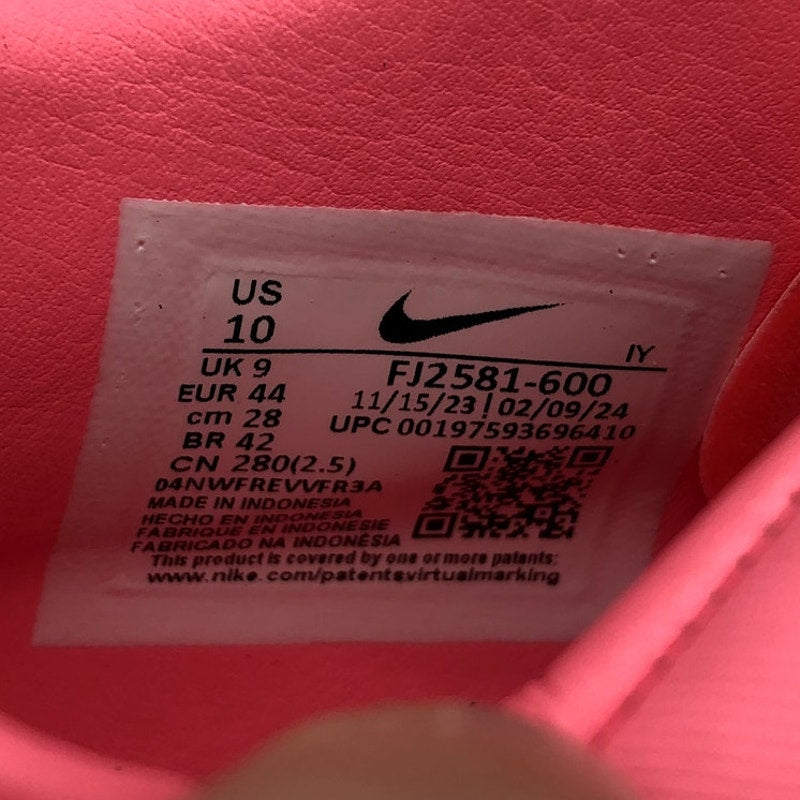 US
10
IY
UK 9
EUR 44
cm 28
BR 42
CN 280(2.5)
FJ2581-600
11/15/23 | 02/09/24
UPC 00197593696410
04NWFREVVFR3A
MADE IN INDONESIA
HECHO EN INDONESIA
FABRIQUE EN INDONESIE
FABRICADO NA INDONÉSIA
This product is covered by one or more patents:
www.nike.com/patentsvirtualmarking